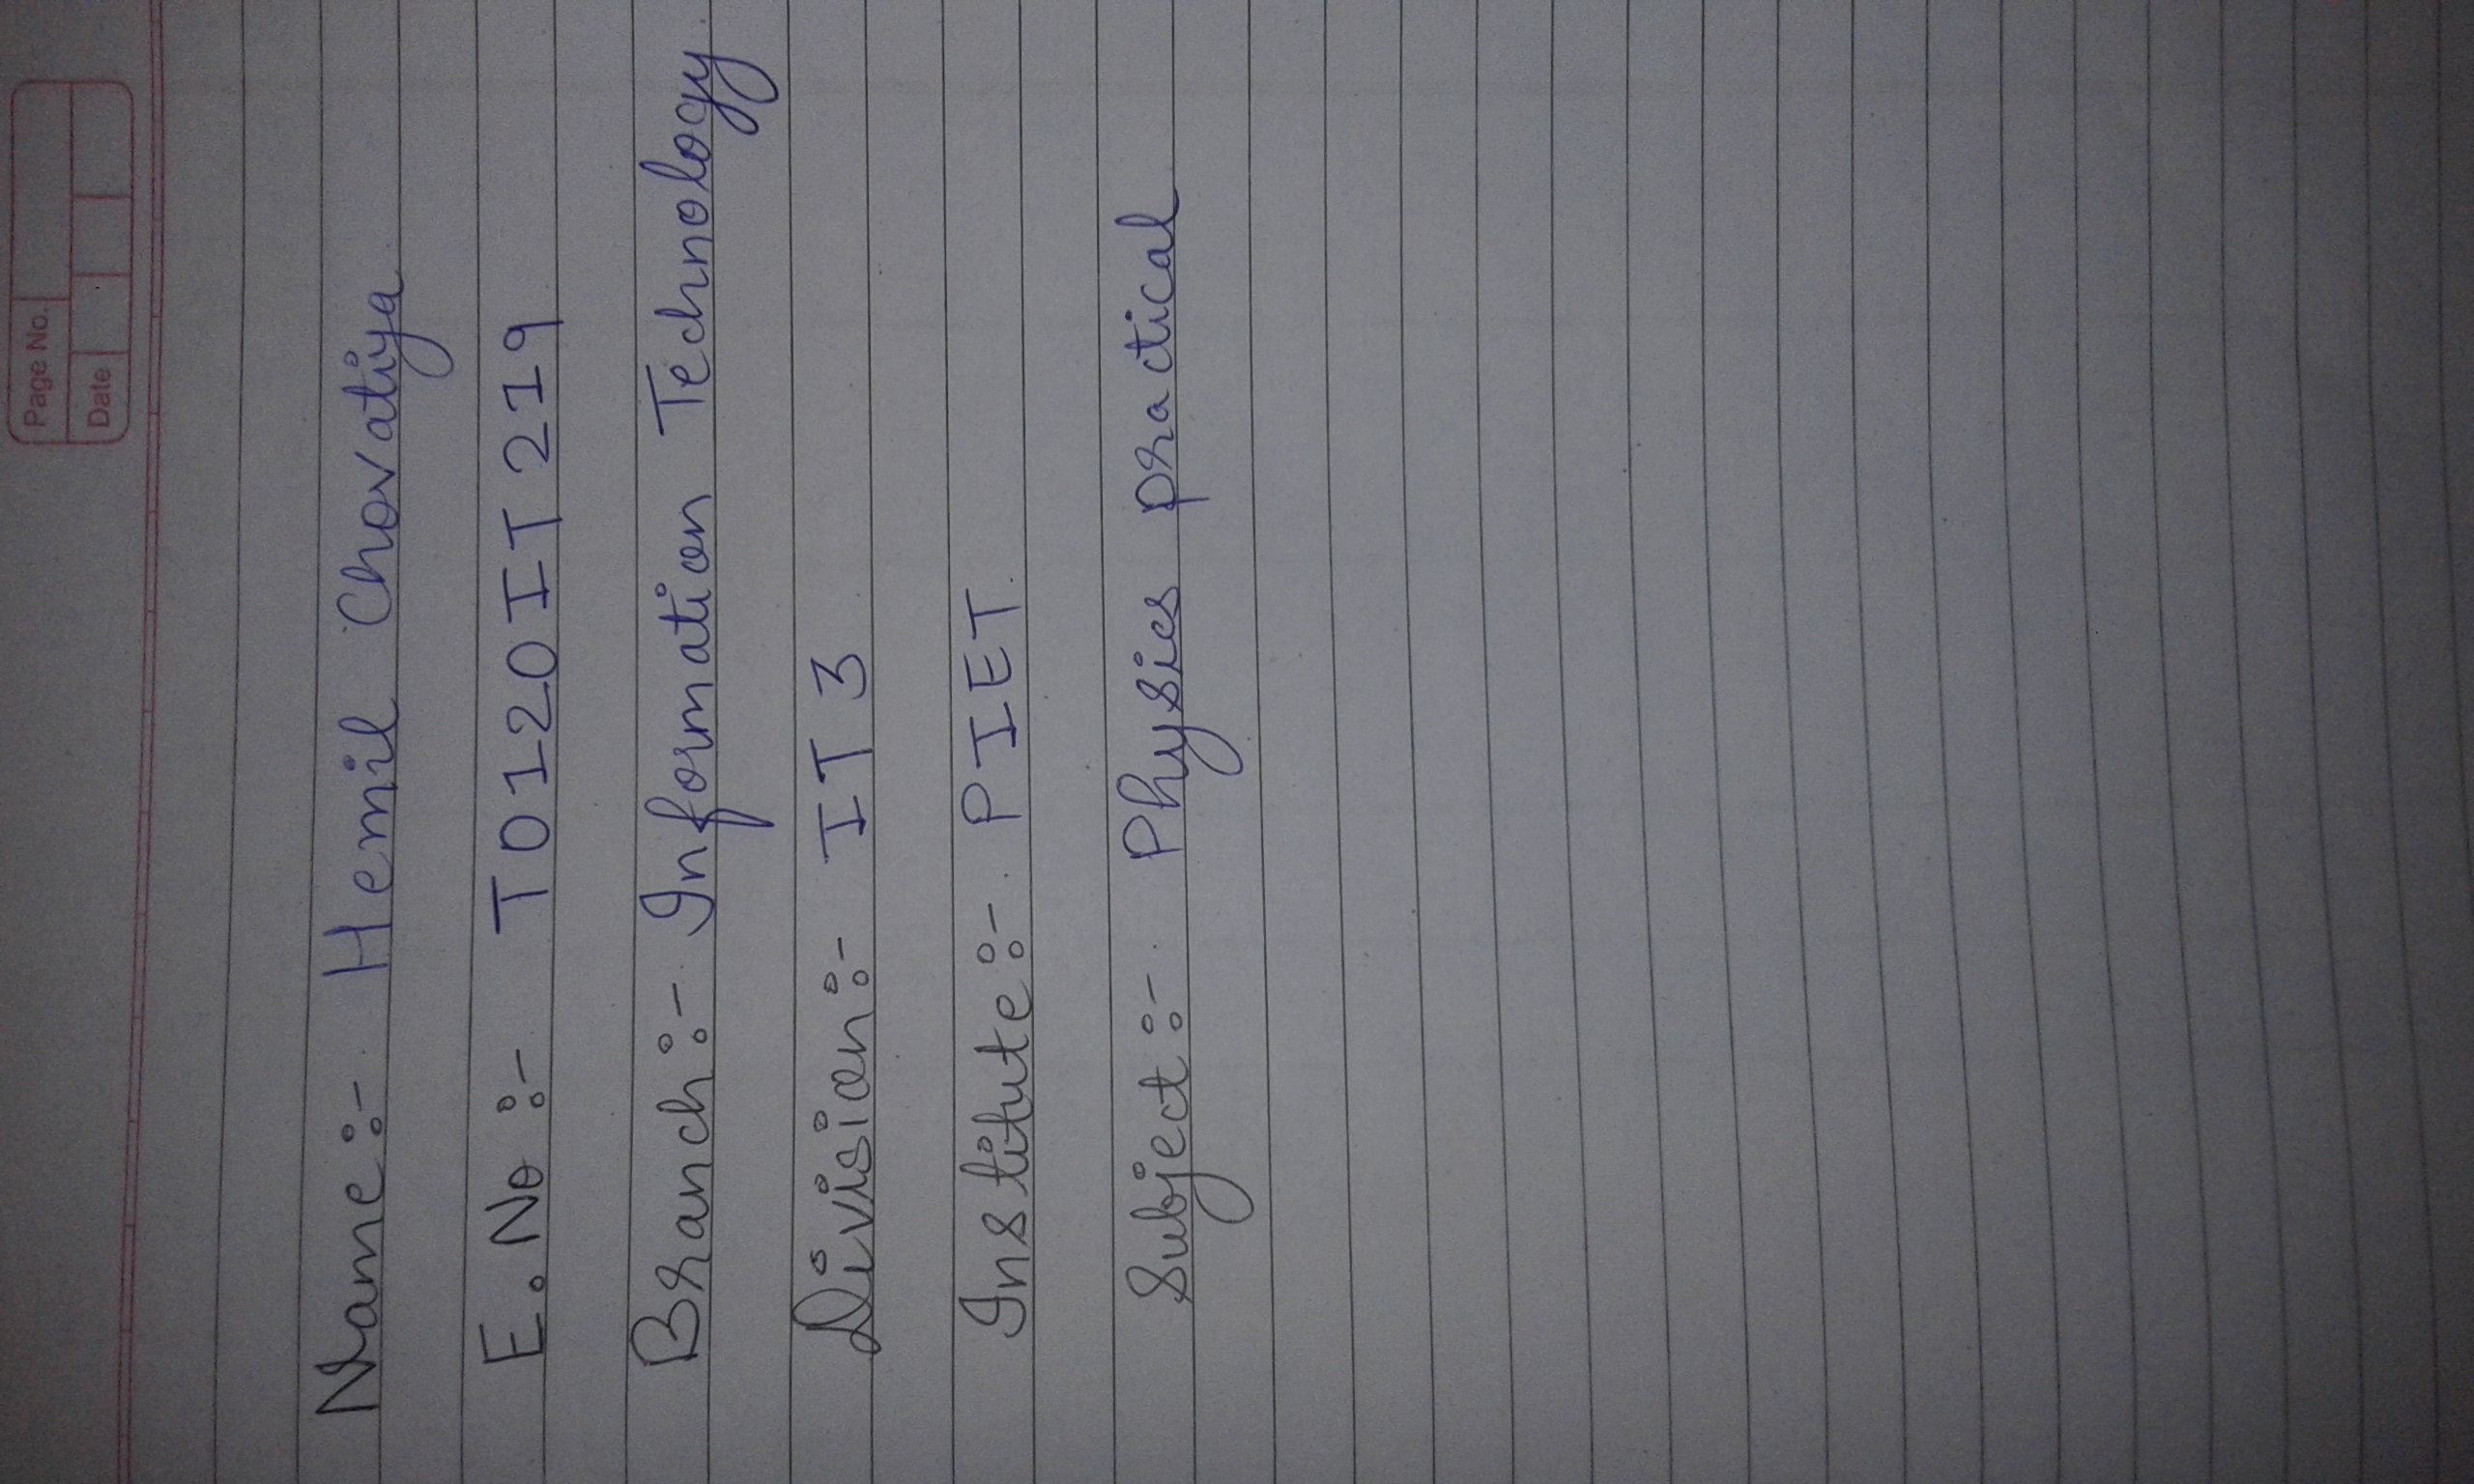 Page No.
Date
Name:- Hemil Chovatiya
E. No :- T0120IT219
Branch:- Information Technology
Division:- IT 3
Institute:- PIET.
Subject:- Physics practical